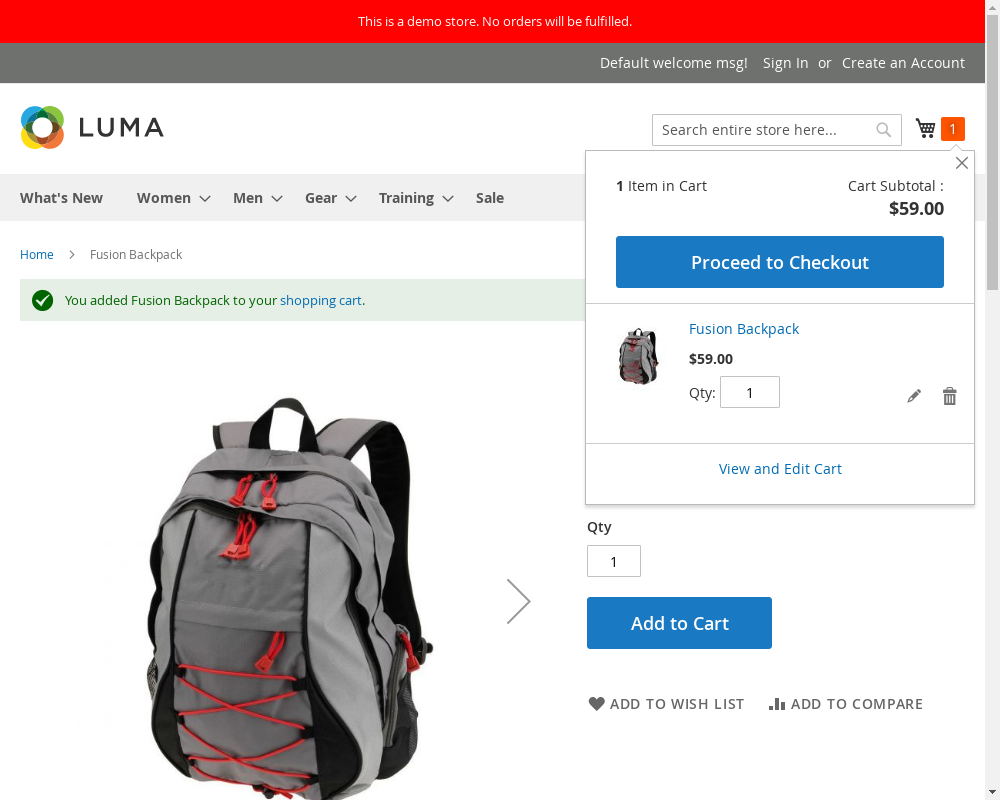 This is a demo store. No orders will be fulfilled.
Default welcome msg! Sign In or Create an Account
LUMA
Search entire store here...
1
What's New Women Men Gear Training Sale
1 Item in Cart
Cart Subtotal :
$59.00
Proceed to Checkout
Home Fusion Backpack
You added Fusion Backpack to your shopping cart.
Fusion Backpack
$59.00
Qty: 1
View and Edit Cart
Qty
1
Add to Cart
ADD TO WISH LIST ADD TO COMPARE